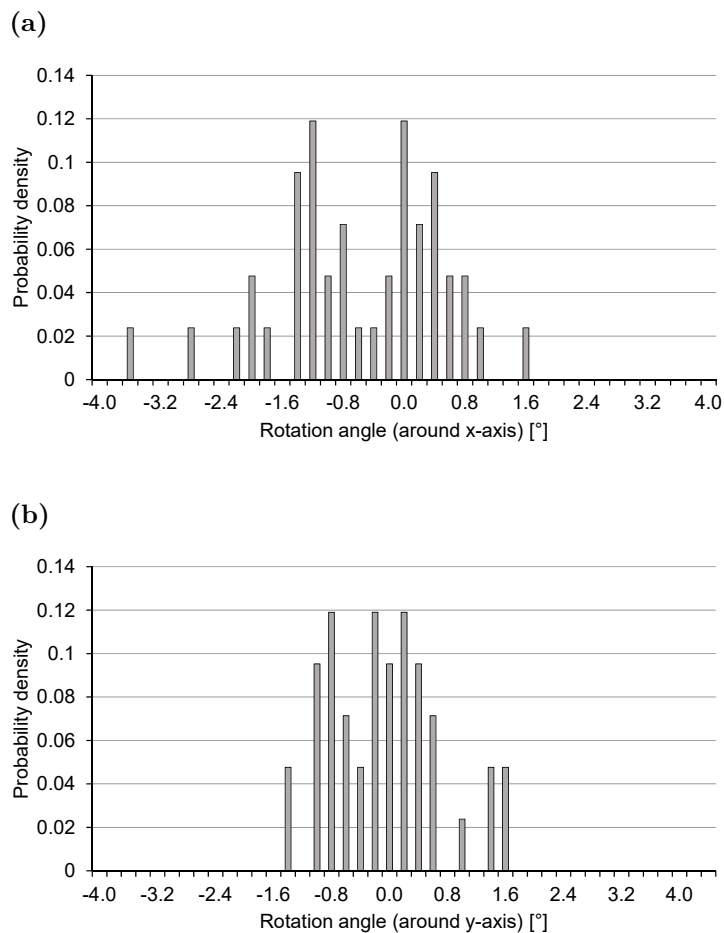 (a)
0.14
0.12
0.1
0.08
0.06
0.04
0.02
0
Probability density
-4.0 -3.2 -2.4 -1.6 -0.8 0.0 0.8 1.6 2.4 3.2 4.0
Rotation angle (around x-axis) [°]
(b)
0.14
0.12
0.1
0.08
0.06
0.04
0.02
0
Probability density
-4.0 -3.2 -2.4 -1.6 -0.8 0.0 0.8 1.6 2.4 3.2 4.0
Rotation angle (around y-axis) [°]